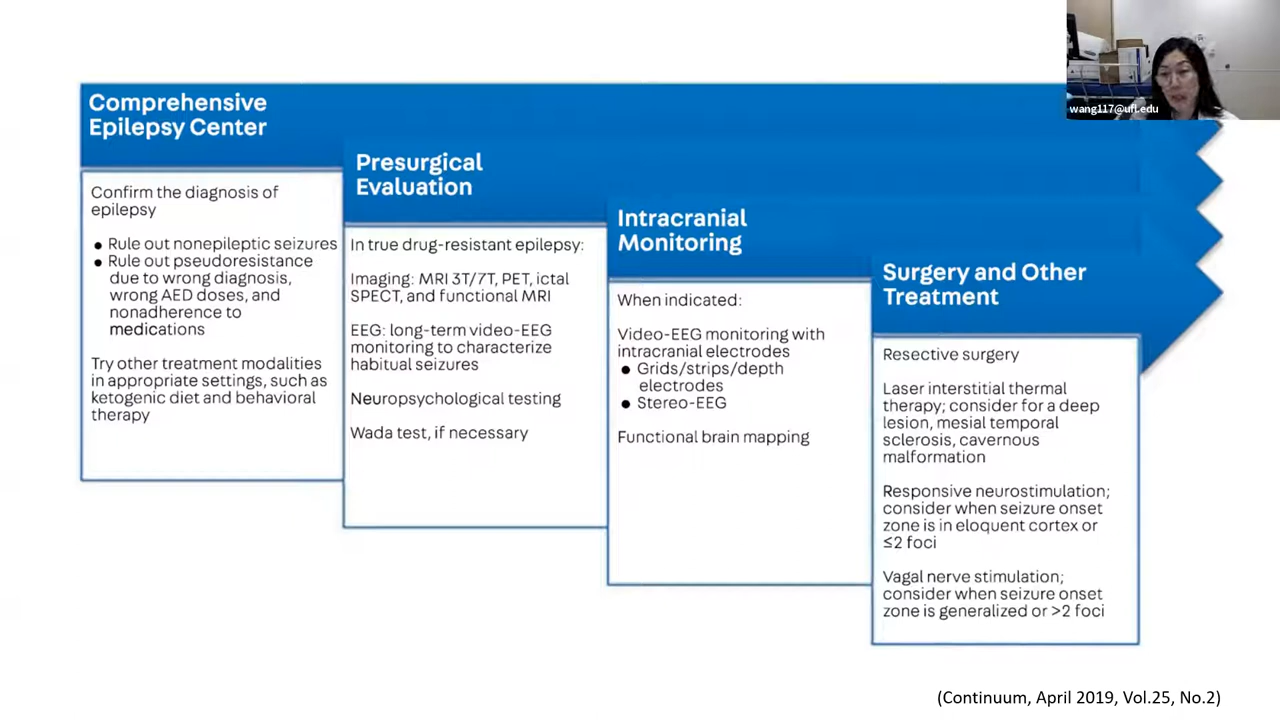 wang117@ufl.edu
Comprehensive
Epilepsy Center
Confirm the diagnosis of
epilepsy
● Rule out nonepileptic seizures
● Rule out pseudoresistance
due to wrong diagnosis,
wrong AED doses, and
nonadherence to
medications
Try other treatment modalities
in appropriate settings, such as
ketogenic diet and behavioral
therapy
Presurgical
Evaluation
In true drug-resistant epilepsy:
Imaging: MRI 3T/7T, PET, ictal
SPECT, and functional MRI
EEG: long-term video-EEG
monitoring to characterize
habitual seizures
Neuropsychological testing
Wada test, if necessary
Intracranial
Monitoring
When indicated:
Video-EEG monitoring with
intracranial electrodes
● Grids/strips/depth
electrodes
● Stereo-EEG
Functional brain mapping
Surgery and Other
Treatment
Resective surgery
Laser interstitial thermal
therapy; consider for a deep
lesion, mesial temporal
sclerosis, cavernous
malformation
Responsive neurostimulation;
consider when seizure onset
zone is in eloquent cortex or
≤2 foci
Vagal nerve stimulation;
consider when seizure onset
zone is generalized or >2 foci
(Continuum, April 2019, Vol.25, No.2)